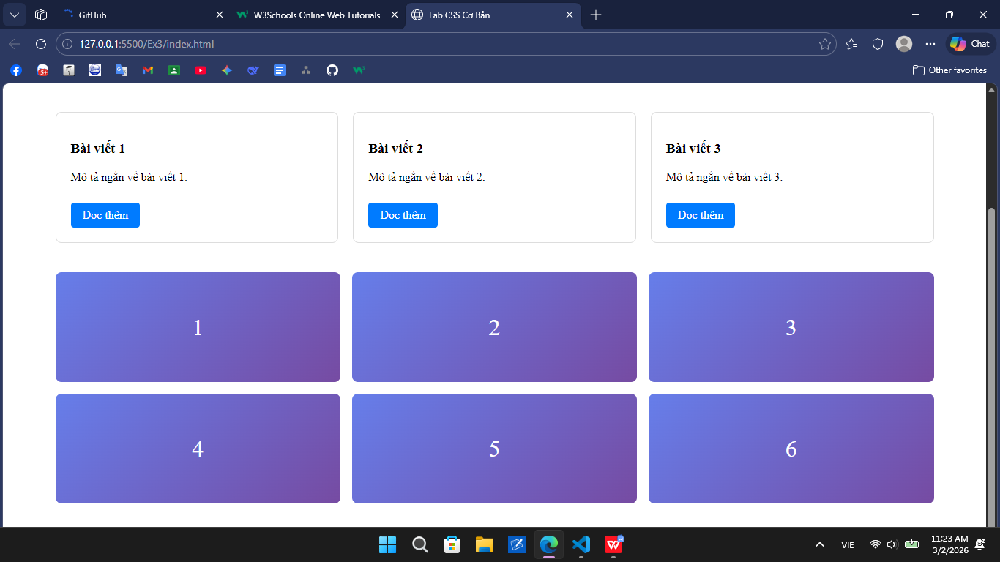 GitHub
W3Schools Online Web Tutorials
Lab CSS Cơ Bản
127.0.0.1:5500/Ex3/index.html
Chat
Other favorites
Bài viết 1
Mô tả ngắn về bài viết 1.
Đọc thêm
Bài viết 2
Mô tả ngắn về bài viết 2.
Đọc thêm
Bài viết 3
Mô tả ngắn về bài viết 3.
Đọc thêm
1
2
3
4
5
6
VIE
11:23 AM
3/2/2026